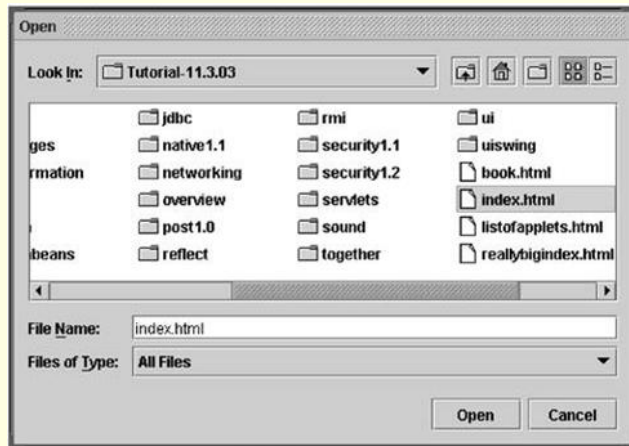 Open
Look In: Tutorial-11.3.03
jdbc rmi ui
ges native1.1 security1.1 uiswing
rmation networking security1.2 book.html
overview servlets index.html
post1.0 sound listofapplets.html
beans reflect together reallybigindex.html
File Name: index.html
Files of Type: All Files
Open Cancel